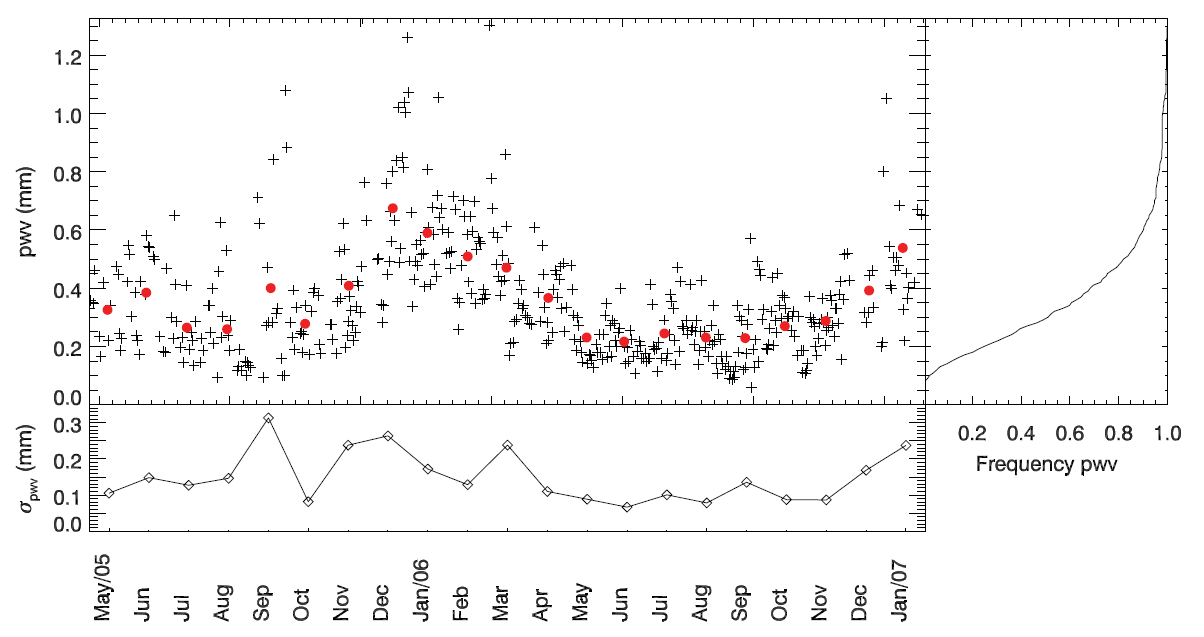 pwv (mm)
1.2
1.0
0.8
0.6
0.4
0.2
0.0
σpwv (mm)
0.3
0.2
0.1
0.0
0.2 0.4 0.6 0.8 1.0
Frequency pwv
May/05 Jun Jul Aug Sep Oct Nov Dec Jan/06 Feb Mar Apr May Jun Jul Aug Sep Oct Nov Dec Jan/07